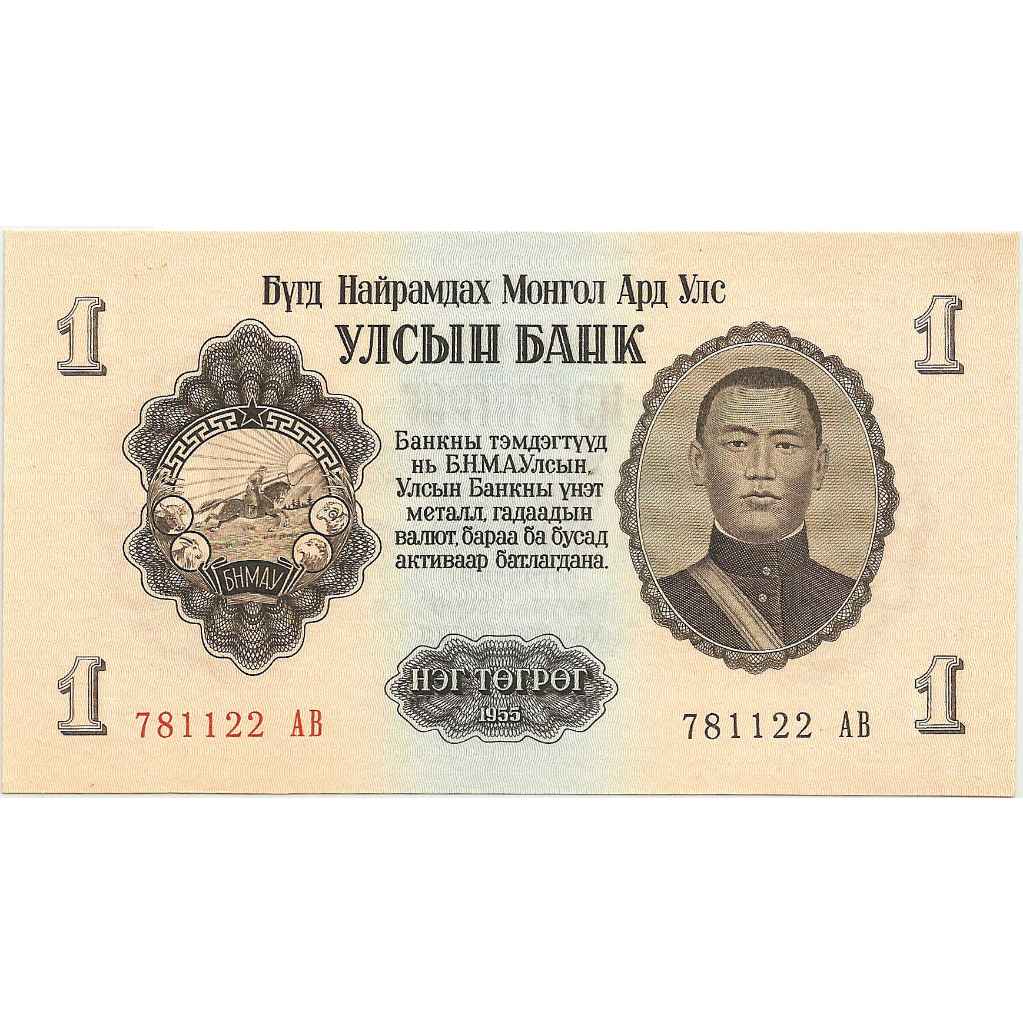 1 1
Бүгд Найрамдах Монгол Ард Улс
УЛСЫН БАНК
Банкны тэмдэгтүүд
нь Б.Н.М.А.Улсын,
Улсын Банкны үнэт
металл, гадаадын
валют, бараа ба бусад
активаар батлагдана.
БНМАУ
НЭГ ТӨГРӨГ
1955
1 1
781122 АВ
781122 АВ